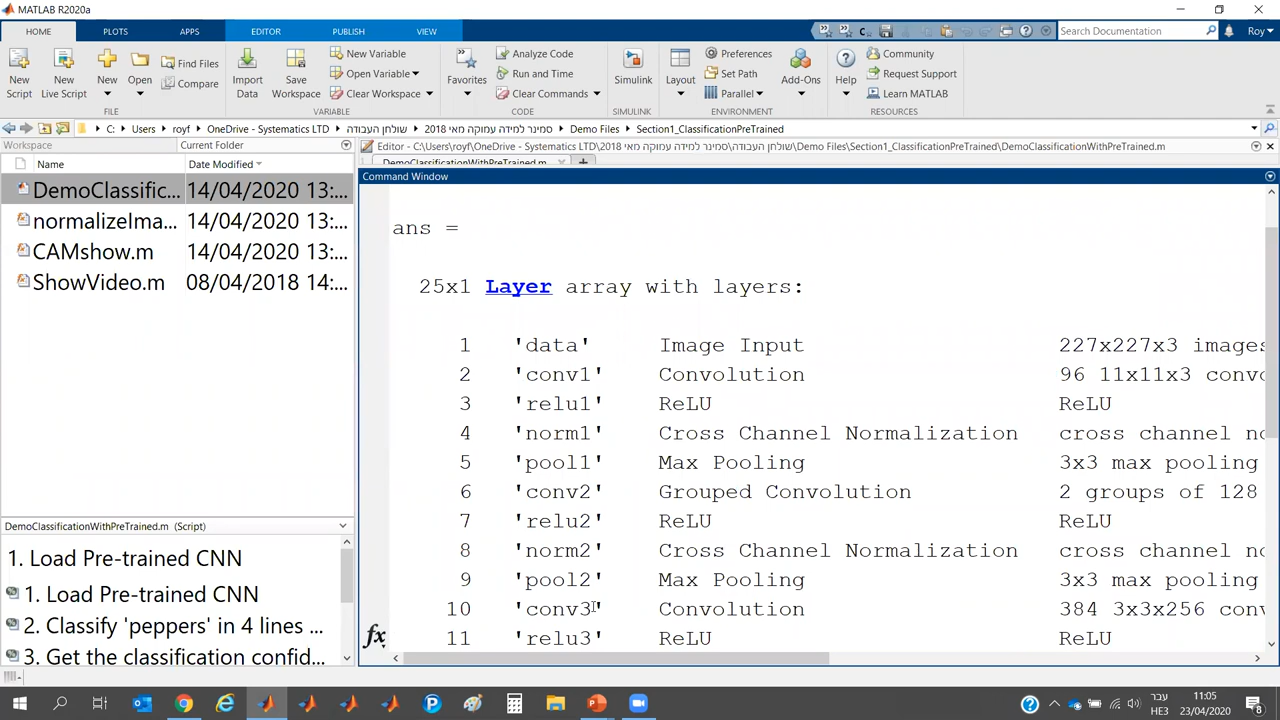 MATLAB R2020a
HOME PLOTS APPS EDITOR PUBLISH VIEW
Search Documentation Roy
New Script
New Live Script
New
Open
Find Files
Compare
Import Data
Save Workspace
New Variable
Open Variable
Clear Workspace
Favorites
Analyze Code
Run and Time
Clear Commands
Simulink
Layout
Preferences
Set Path
Parallel
Add-Ons
Help
Community
Request Support
Learn MATLAB
FILE VARIABLE CODE SIMULINK ENVIRONMENT RESOURCES
C: Users royf OneDrive - Systematics LTD שולחן העבודה סמינר למידה עמוקה מאי 2018 Demo Files Section1_ClassificationPreTrained
Workspace Current Folder
Name Date Modified
DemoClassific... 14/04/2020 13:...
normalizeIma... 14/04/2020 13:...
CAMshow.m 14/04/2020 13:...
ShowVideo.m 08/04/2018 14:...
DemoClassificationWithPreTrained.m (Script)
1. Load Pre-trained CNN
1. Load Pre-trained CNN
2. Classify 'peppers' in 4 lines ...
3. Get the classification confid...
Editor - C:\Users\royf\OneDrive - Systematics LTD\שולחן העבודה\סמינר למידה עמוקה מאי 2018\Demo Files\Section1_ClassificationPreTrained\DemoClassificationWithPreTrained.m
DemoClassificationWithPreTrained.m
Command Window
ans =
25x1 Layer array with layers:
1 'data' Image Input 227x227x3 images
2 'conv1' Convolution 96 11x11x3 convo
3 'relu1' ReLU ReLU
4 'norm1' Cross Channel Normalization cross channel no
5 'pool1' Max Pooling 3x3 max pooling
6 'conv2' Grouped Convolution 2 groups of 128
7 'relu2' ReLU ReLU
8 'norm2' Cross Channel Normalization cross channel no
9 'pool2' Max Pooling 3x3 max pooling
10 'conv3' Convolution 384 3x3x256 conv
11 'relu3' ReLU ReLU
fx
עבר
HE
11:05
23/04/2020